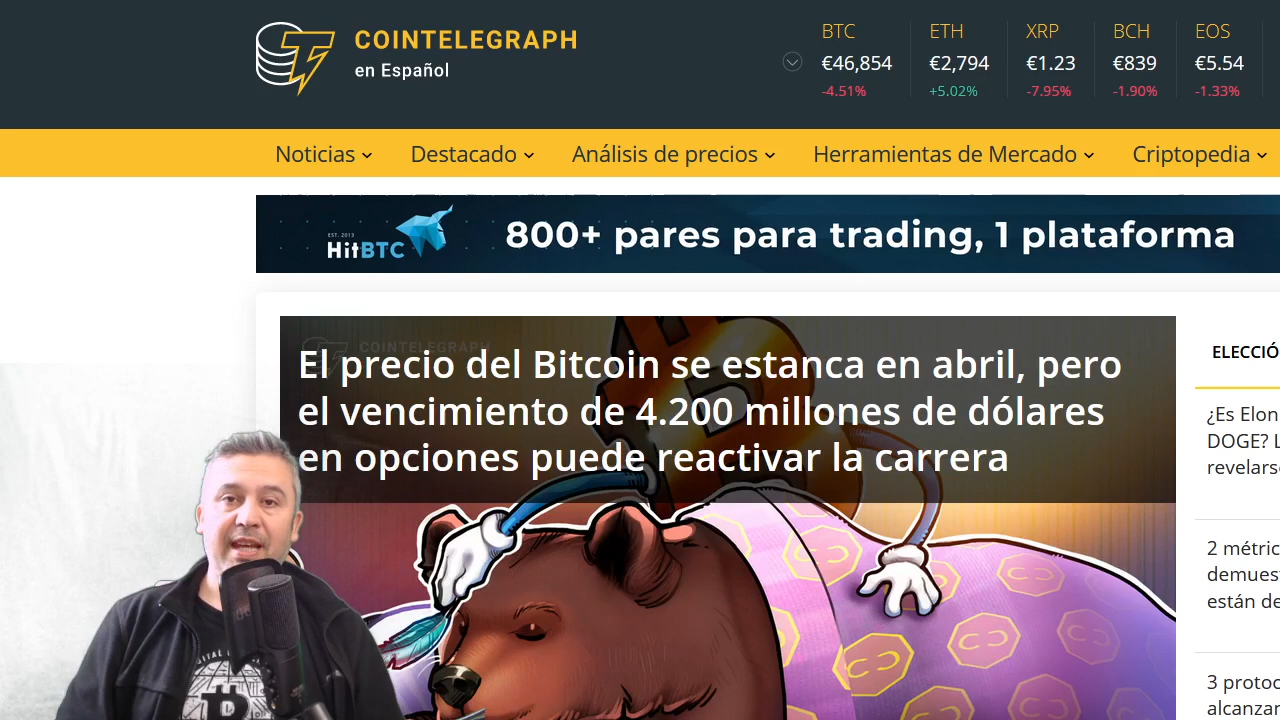 COINTELEGRAPH
en Español
BTC
€46,854
-4.51%
ETH
€2,794
+5.02%
XRP
€1.23
-7.95%
BCH
€839
-1.90%
EOS
€5.54
-1.33%
Noticias
Destacado
Análisis de precios
Herramientas de Mercado
Criptopedia
EST. 2013
HitBTC
800+ pares para trading, 1 plataforma
COINTELEGRAPH
El precio del Bitcoin se estanca en abril, pero
el vencimiento de 4.200 millones de dólares
en opciones puede reactivar la carrera
ELECCIÓ
¿Es Elon
DOGE? L
revelars
2 métric
demuest
están de
3 protoc
alcanzar